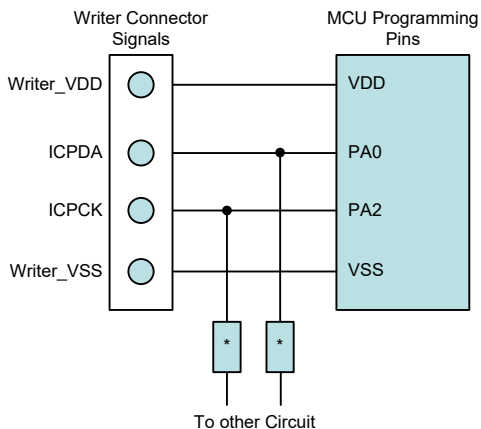 Writer Connector
Signals
MCU Programming
Pins
Writer_VDD
VDD
ICPDA
PA0
ICPCK
PA2
Writer_VSS
VSS
*
*
To other Circuit